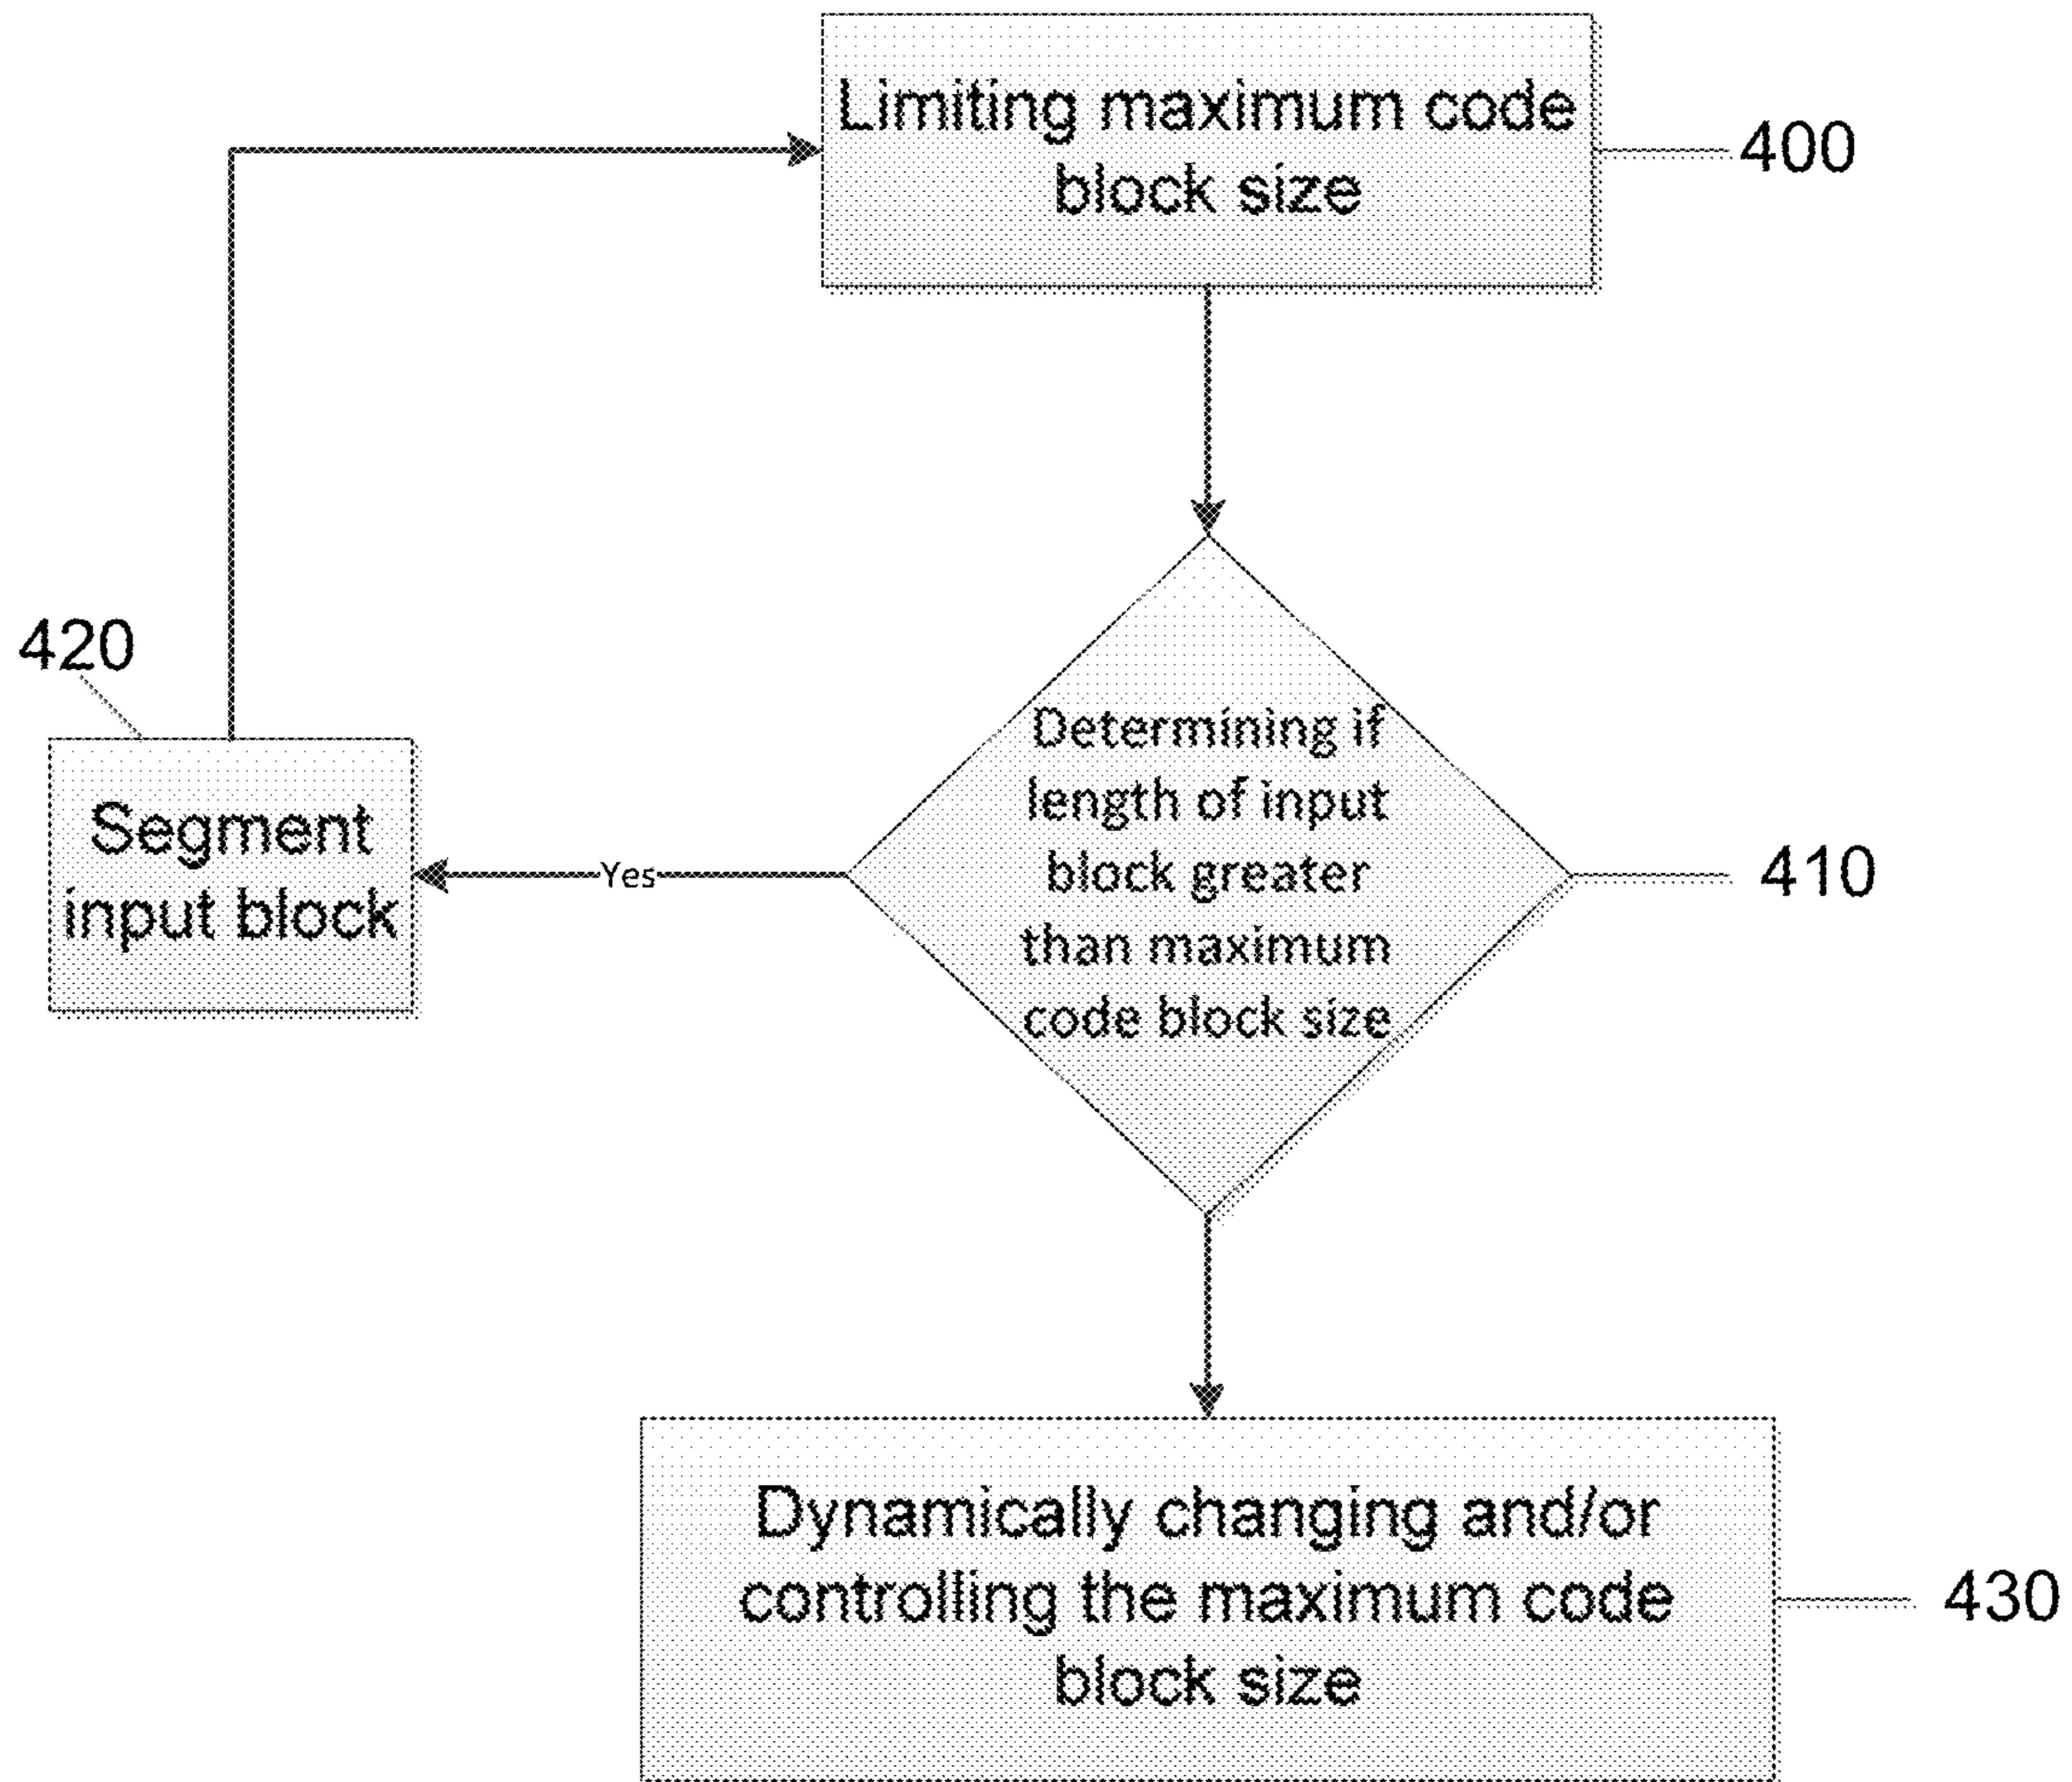 Limiting maximum code
block size
400
420
Segment
input block
Yes
Determining if
length of input
block greater
than maximum
code block size
410
Dynamically changing and/or
controlling the maximum code
block size
430